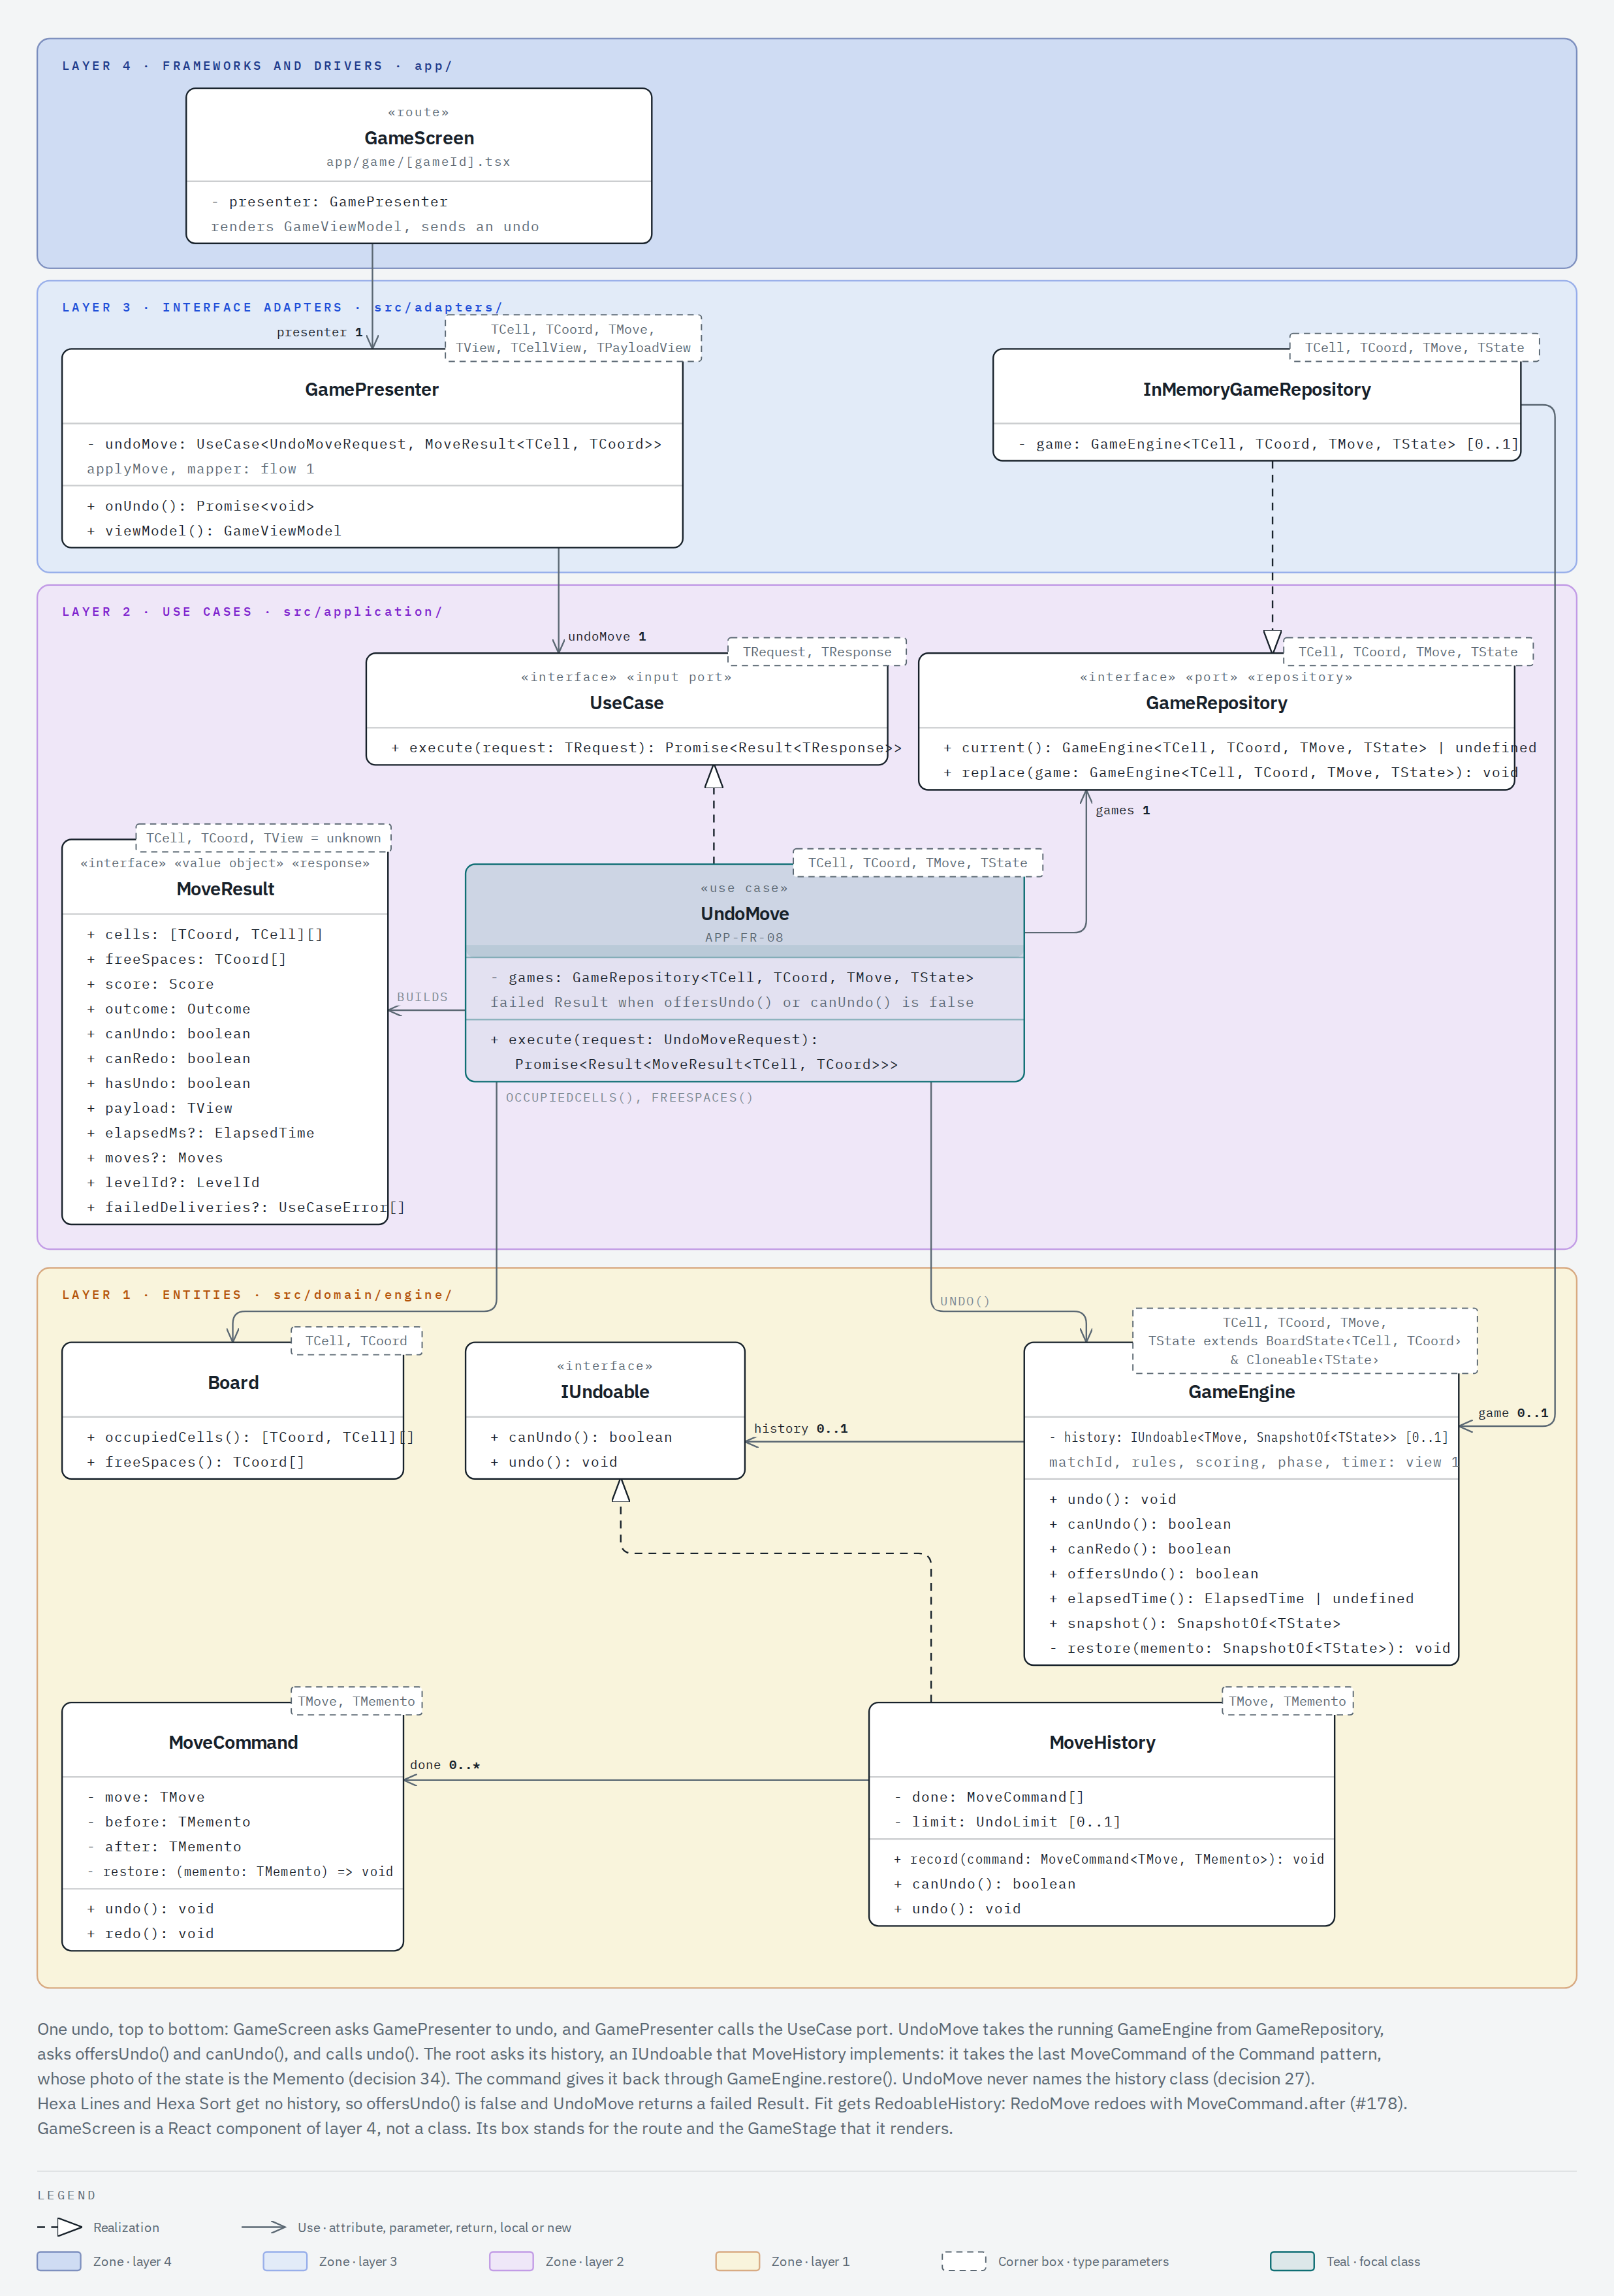 LAYER 4 · FRAMEWORKS AND DRIVERS · app/
«route»
GameScreen
app/game/[gameId].tsx
- presenter: GamePresenter
renders GameViewModel, sends an undo
LAYER 3 · INTERFACE ADAPTERS · src/adapters/
presenter 1
TCell, TCoord, TMove,
TView, TCellView, TPayloadView
GamePresenter
- undoMove: UseCase<UndoMoveRequest, MoveResult<TCell, TCoord>>
applyMove, mapper: flow 1
+ onUndo(): Promise<void>
+ viewModel(): GameViewModel
TCell, TCoord, TMove, TState
InMemoryGameRepository
- game: GameEngine<TCell, TCoord, TMove, TState> [0..1]
LAYER 2 · USE CASES · src/application/
undoMove 1
TRequest, TResponse
«interface» «input port»
UseCase
+ execute(request: TRequest): Promise<Result<TResponse>>
TCell, TCoord, TMove, TState
«interface» «port» «repository»
GameRepository
+ current(): GameEngine<TCell, TCoord, TMove, TState> | undefined
+ replace(game: GameEngine<TCell, TCoord, TMove, TState>): void
games 1
TCell, TCoord, TView = unknown
«interface» «value object» «response»
MoveResult
+ cells: [TCoord, TCell][]
+ freeSpaces: TCoord[]
+ score: Score
+ outcome: Outcome
+ canUndo: boolean
+ canRedo: boolean
+ hasUndo: boolean
+ payload: TView
+ elapsedMs?: ElapsedTime
+ moves?: Moves
+ levelId?: LevelId
+ failedDeliveries?: UseCaseError[]
BUILDS
TCell, TCoord, TMove, TState
«use case»
UndoMove
APP-FR-08
- games: GameRepository<TCell, TCoord, TMove, TState>
failed Result when offersUndo() or canUndo() is false
+ execute(request: UndoMoveRequest):
Promise<Result<MoveResult<TCell, TCoord>>>
OCCUPIEDCELLS(), FREESPACES()
LAYER 1 · ENTITIES · src/domain/engine/
UNDO()
TCell, TCoord
Board
+ occupiedCells(): [TCoord, TCell][]
+ freeSpaces(): TCoord[]
«interface»
IUndoable
+ canUndo(): boolean
+ undo(): void
history 0..1
TCell, TCoord, TMove,
TState extends BoardState‹TCell, TCoord›
& Cloneable‹TState›
GameEngine
game 0..1
- history: IUndoable<TMove, SnapshotOf<TState>> [0..1]
matchId, rules, scoring, phase, timer: view 1
+ undo(): void
+ canUndo(): boolean
+ canRedo(): boolean
+ offersUndo(): boolean
+ elapsedTime(): ElapsedTime | undefined
+ snapshot(): SnapshotOf<TState>
- restore(memento: SnapshotOf<TState>): void
TMove, TMemento
MoveCommand
- move: TMove
- before: TMemento
- after: TMemento
- restore: (memento: TMemento) => void
+ undo(): void
+ redo(): void
done 0..*
TMove, TMemento
MoveHistory
- done: MoveCommand[]
- limit: UndoLimit [0..1]
+ record(command: MoveCommand<TMove, TMemento>): void
+ canUndo(): boolean
+ undo(): void
One undo, top to bottom: GameScreen asks GamePresenter to undo, and GamePresenter calls the UseCase port. UndoMove takes the running GameEngine from GameRepository,
asks offersUndo() and canUndo(), and calls undo(). The root asks its history, an IUndoable that MoveHistory implements: it takes the last MoveCommand of the Command pattern,
whose photo of the state is the Memento (decision 34). The command gives it back through GameEngine.restore(). UndoMove never names the history class (decision 27).
Hexa Lines and Hexa Sort get no history, so offersUndo() is false and UndoMove returns a failed Result. Fit gets RedoableHistory: RedoMove redoes with MoveCommand.after (#178).
GameScreen is a React component of layer 4, not a class. Its box stands for the route and the GameStage that it renders.
LEGEND
Realization
Use · attribute, parameter, return, local or new
Zone · layer 4
Zone · layer 3
Zone · layer 2
Zone · layer 1
Corner box · type parameters
Teal · focal class